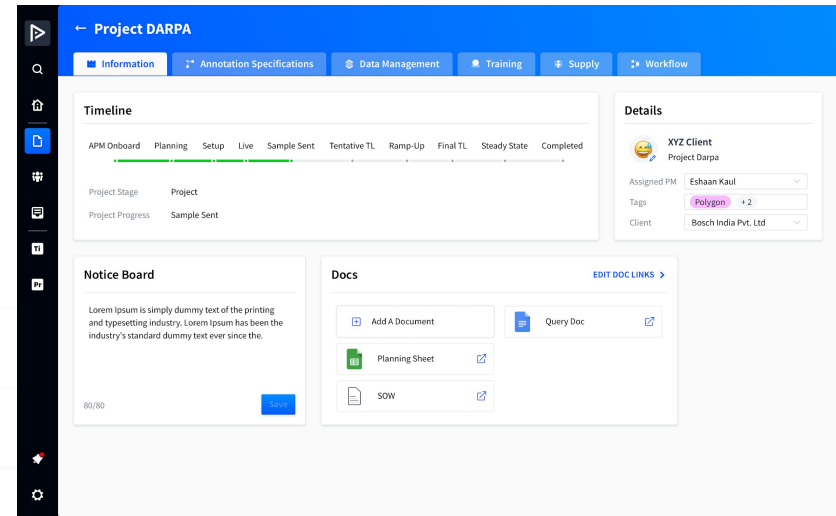 ← Project DARPA
Information
Annotation Specifications
Data Management
Training
Supply
Workflow
Timeline
APM Onboard Planning Setup Live Sample Sent Tentative TL Ramp-Up Final TL Steady State Completed
Project Stage Project
Project Progress Sample Sent
Details
XYZ Client
Project Darpa
Assigned PM Eshaan Kaul
Tags Polygon + 2
Client Bosch India Pvt. Ltd
Ti
Pr
Notice Board
Lorem Ipsum is simply dummy text of the printing
and typesetting industry. Lorem Ipsum has been the
industry's standard dummy text ever since the.
80/80
Save
Docs
EDIT DOC LINKS >
Add A Document
Query Doc
Planning Sheet
SOW